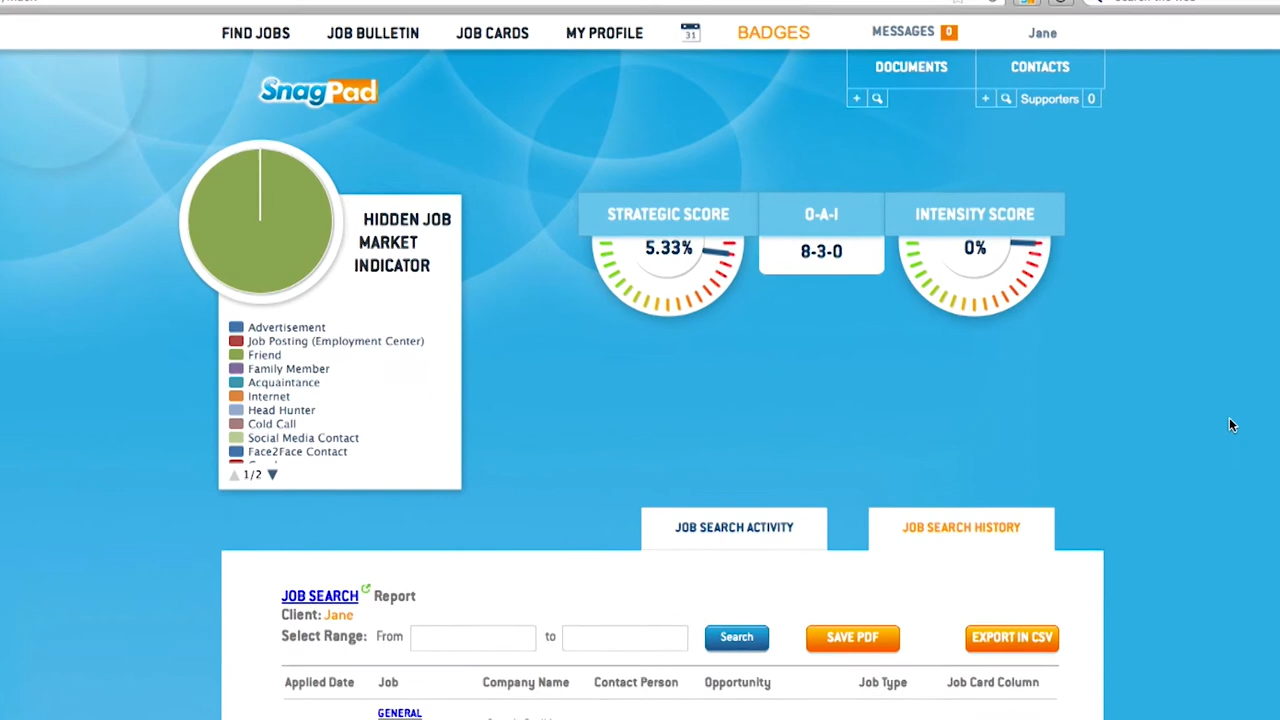 FIND JOBS JOB BULLETIN JOB CARDS MY PROFILE 31 BADGES MESSAGES 0 Jane
DOCUMENTS CONTACTS
+ + Supporters 0
SnagPad
HIDDEN JOB
MARKET
INDICATOR
STRATEGIC SCORE O-A-I INTENSITY SCORE
5.33% 8-3-0 0%
Advertisement
Job Posting (Employment Center)
Friend
Family Member
Acquaintance
Internet
Head Hunter
Cold Call
Social Media Contact
Face2Face Contact
1/2
JOB SEARCH ACTIVITY JOB SEARCH HISTORY
JOB SEARCH Report
Client: Jane
Select Range: From to Search SAVE PDF EXPORT IN CSV
Applied Date Job Company Name Contact Person Opportunity Job Type Job Card Column
GENERAL